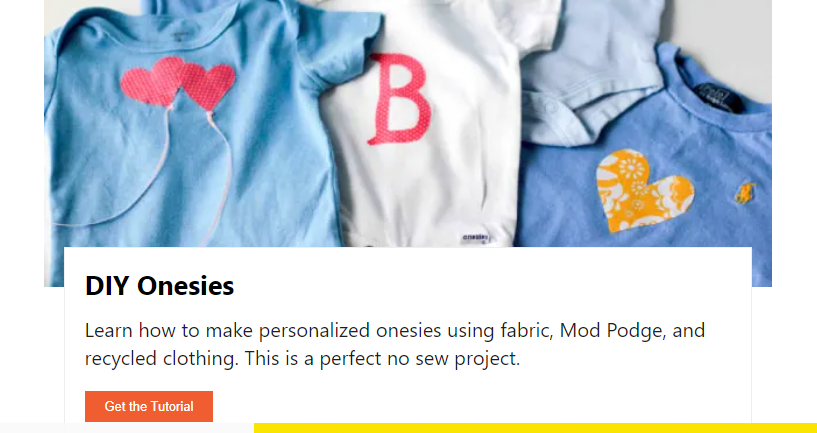 B
onesies
DIY Onesies
Learn how to make personalized onesies using fabric, Mod Podge, and
recycled clothing. This is a perfect no sew project.
Get the Tutorial